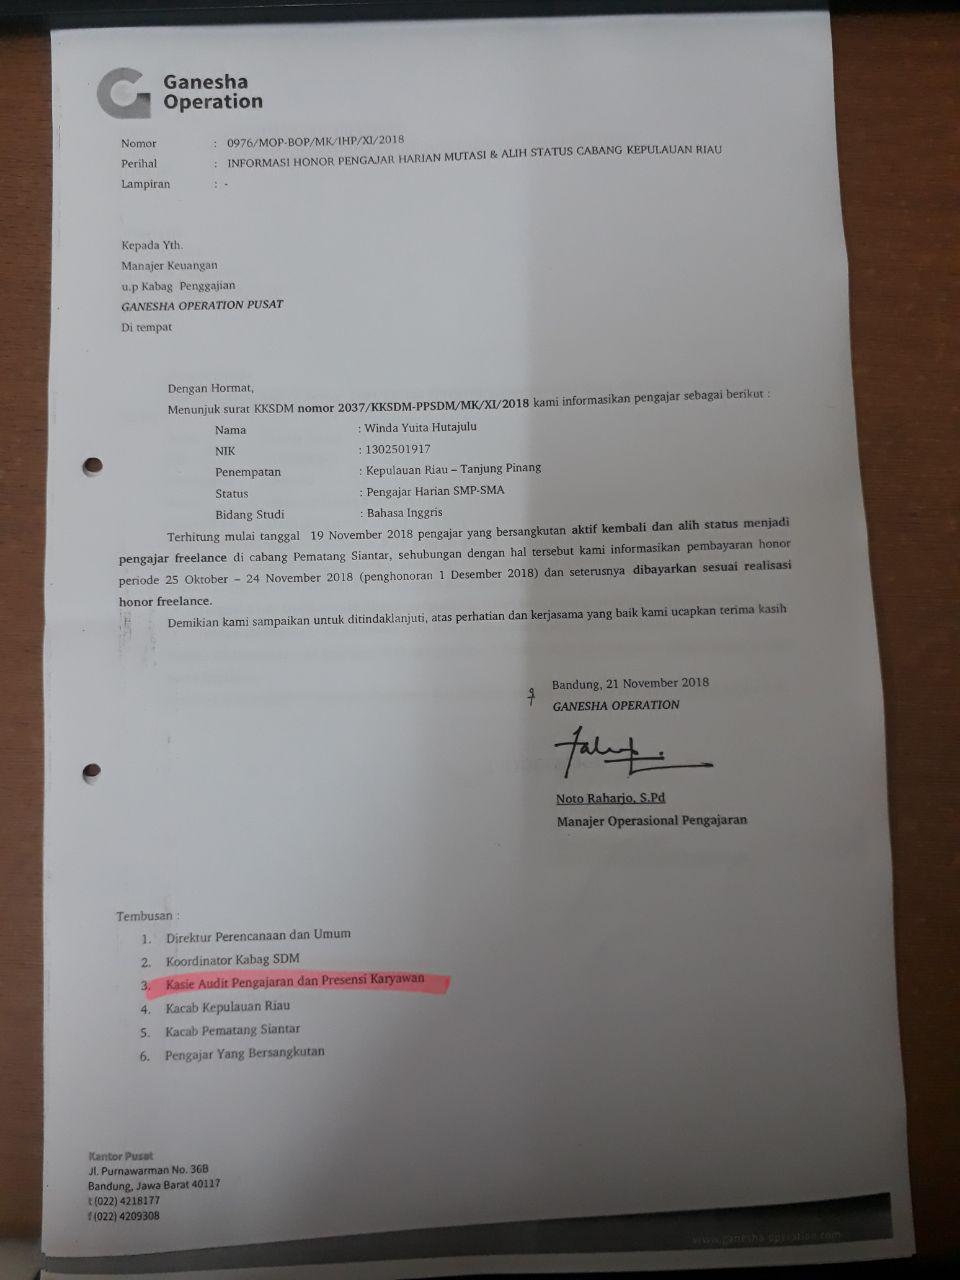 Ganesha
Operation
Nomor : 0976/MOP-BOP/MK/IHP/XI/2018
Perihal : INFORMASI HONOR PENGAJAR HARIAN MUTASI & ALIH STATUS CABANG KEPULAUAN RIAU
Lampiran : -
Kepada Yth.
Manajer Keuangan
u.p Kabag Penggajian
GANESHA OPERATION PUSAT
Di tempat
Dengan Hormat,
Menunjuk surat KKSDM nomor 2037/KKSDM-PPSDM/MK/XI/2018 kami informasikan pengajar sebagai berikut :
Nama : Winda Yuita Hutajulu
NIK : 1302501917
Penempatan : Kepulauan Riau – Tanjung Pinang
Status : Pengajar Harian SMP-SMA
Bidang Studi : Bahasa Inggris
Terhitung mulai tanggal 19 November 2018 pengajar yang bersangkutan aktif kembali dan alih status menjadi
pengajar freelance di cabang Pematang Siantar, sehubungan dengan hal tersebut kami informasikan pembayaran honor
periode 25 Oktober – 24 November 2018 (penghonoran 1 Desember 2018) dan seterusnya dibayarkan sesuai realisasi
honor freelance.
Demikian kami sampaikan untuk ditindaklanjuti, atas perhatian dan kerjasama yang baik kami ucapkan terima kasih
Bandung, 21 November 2018
GANESHA OPERATION
Noto Raharjo, S.Pd
Manajer Operasional Pengajaran
Tembusan :
1. Direktur Perencanaan dan Umum
2. Koordinator Kabag SDM
3. Kasie Audit Pengajaran dan Presensi Karyawan
4. Kacab Kepulauan Riau
5. Kacab Pematang Siantar
6. Pengajar Yang Bersangkutan
Kantor Pusat
Jl. Purnawarman No. 36B
Bandung, Jawa Barat 40117
t (022) 4218177
f (022) 4209308
www.ganesha-operation.com